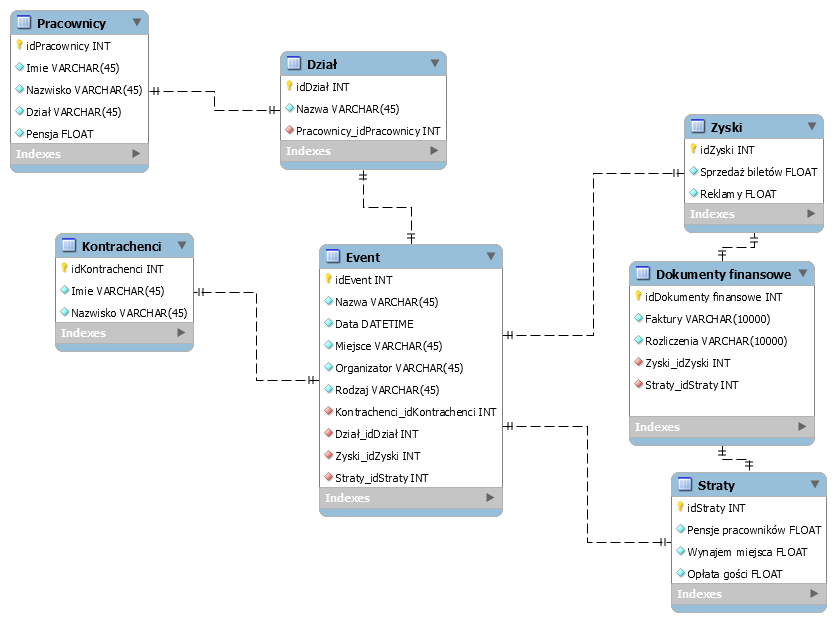 Pracownicy
idPracownicy INT
Imie VARCHAR(45)
Nazwisko VARCHAR(45)
Dział VARCHAR(45)
Pensja FLOAT
Indexes
Dział
idDział INT
Nazwa VARCHAR(45)
Pracownicy_idPracownicy INT
Indexes
Zyski
idZyski INT
Sprzedaż biletów FLOAT
Reklamy FLOAT
Indexes
Kontrachenci
idKontrachenci INT
Imie VARCHAR(45)
Nazwisko VARCHAR(45)
Indexes
Event
idEvent INT
Nazwa VARCHAR(45)
Data DATETIME
Miejsce VARCHAR(45)
Organizator VARCHAR(45)
Rodzaj VARCHAR(45)
Kontrachenci_idKontrachenci INT
Dział_idDział INT
Zyski_idZyski INT
Straty_idStraty INT
Indexes
Dokumenty finansowe
idDokumenty finansowe INT
Faktury VARCHAR(10000)
Rozliczenia VARCHAR(10000)
Zyski_idZyski INT
Straty_idStraty INT
Indexes
Straty
idStraty INT
Pensje pracowników FLOAT
Wynajem miejsca FLOAT
Opłata gości FLOAT
Indexes